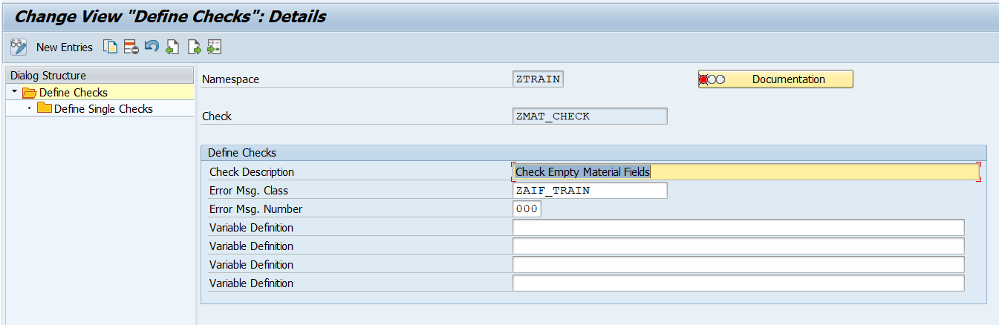 Change View "Define Checks": Details
New Entries
Dialog Structure
Define Checks
Define Single Checks
Namespace ZTRAIN Documentation
Check ZMAT_CHECK
Define Checks
Check Description Check Empty Material Fields
Error Msg. Class ZAIF_TRAIN
Error Msg. Number 000
Variable Definition
Variable Definition
Variable Definition
Variable Definition